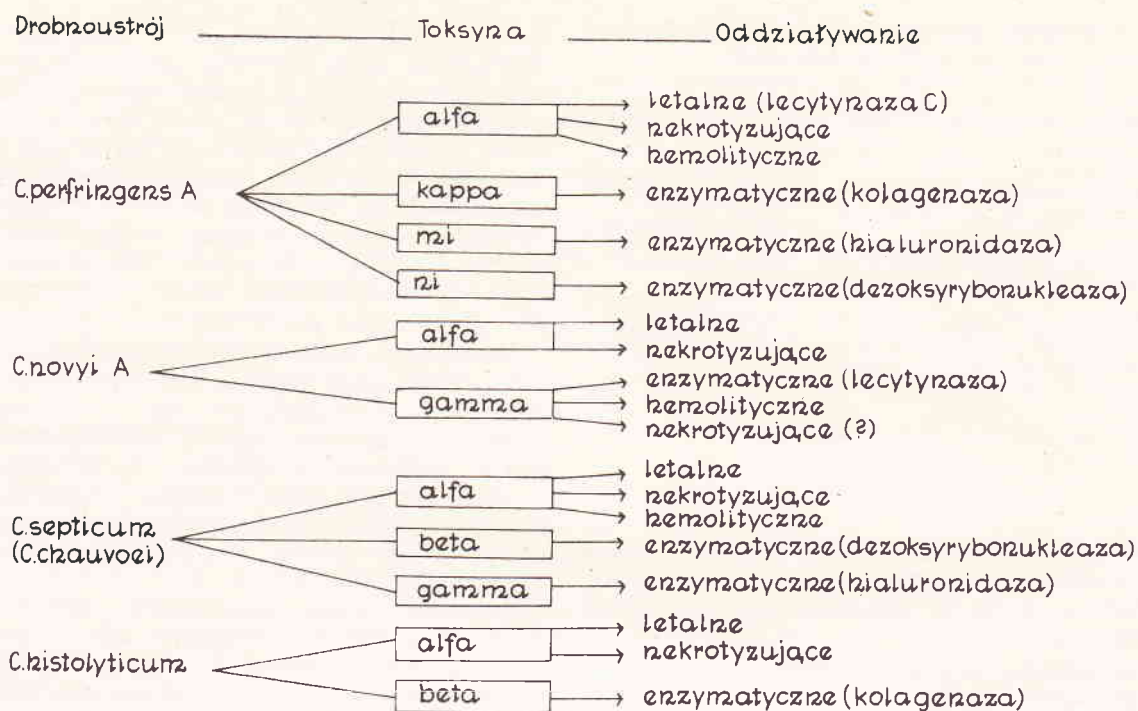 Drobnoustrój Toksyna Oddziaływanie
C.perfringens A
alfa
letalne (lecytynaza C)
nekrotyzujące
hemolityczne
kappa
enzymatyczne (kolagenaza)
mi
enzymatyczne (hialuronidaza)
ni
enzymatyczne (dezoksyrybonukleaza)
C.novyi A
alfa
letalne
nekrotyzujące
gamma
enzymatyczne (lecytynaza)
hemolityczne
nekrotyzujące (?)
C.septicum
(C.chauvoei)
alfa
letalne
nekrotyzujące
hemolityczne
beta
enzymatyczne (dezoksyrybonukleaza)
gamma
enzymatyczne (hialuronidaza)
C.histolyticum
alfa
letalne
nekrotyzujące
beta
enzymatyczne (kolagenaza)